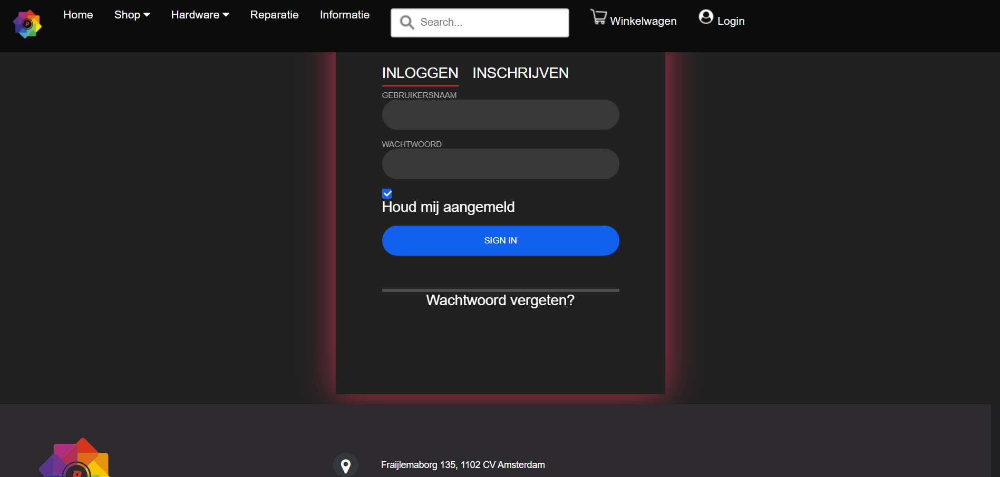 P
Home Shop Hardware Reparatie Informatie Search... Winkelwagen Login
INLOGGEN INSCHRIJVEN
GEBRUIKERSNAAM
WACHTWOORD
Houd mij aangemeld
SIGN IN
Wachtwoord vergeten?
P
Fraijlemaborg 135, 1102 CV Amsterdam